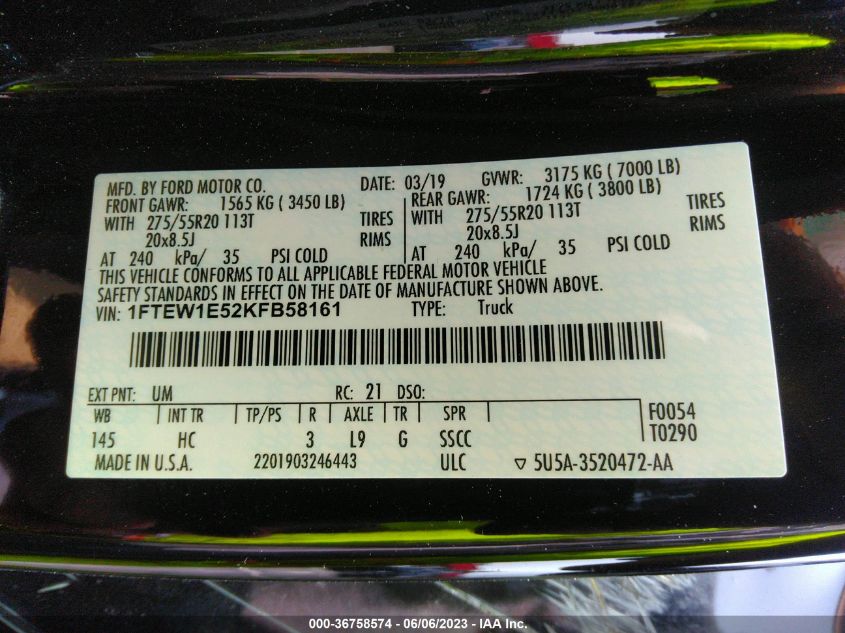 MFD. BY FORD MOTOR CO. DATE: 03/19 GVWR: 3175 KG ( 7000 LB)
FRONT GAWR: 1565 KG ( 3450 LB) REAR GAWR: 1724 KG ( 3800 LB)
WITH 275/55R20 113T TIRES WITH 275/55R20 113T TIRES
20x8.5J RIMS 20x8.5J RIMS
AT 240 kPa/ 35 PSI COLD AT 240 kPa/ 35 PSI COLD
THIS VEHICLE CONFORMS TO ALL APPLICABLE FEDERAL MOTOR VEHICLE
SAFETY STANDARDS IN EFFECT ON THE DATE OF MANUFACTURE SHOWN ABOVE.
VIN: 1FTEW1E52KFB58161 TYPE: Truck
EXT PNT: UM RC: 21 DSO:
WB INT TR TP/PS R AXLE TR SPR F0054
145 HC 3 L9 G SSCC T0290
MADE IN U.S.A. 2201903246443 ULC ▽ 5U5A-3520472-AA
000-36758574 - 06/06/2023 - IAA Inc.